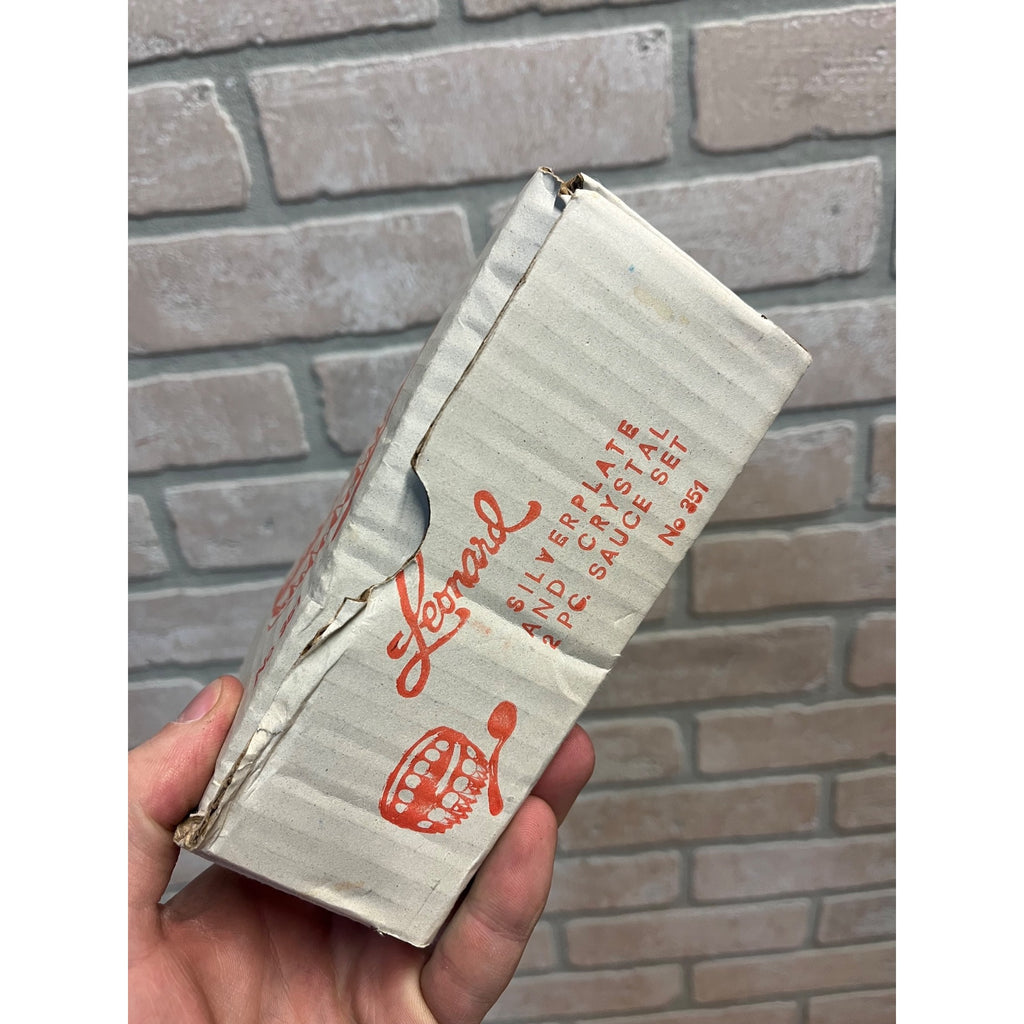 Leonard
SILVERPLATE
AND CRYSTAL
2 PC. SAUCE SET
No 351